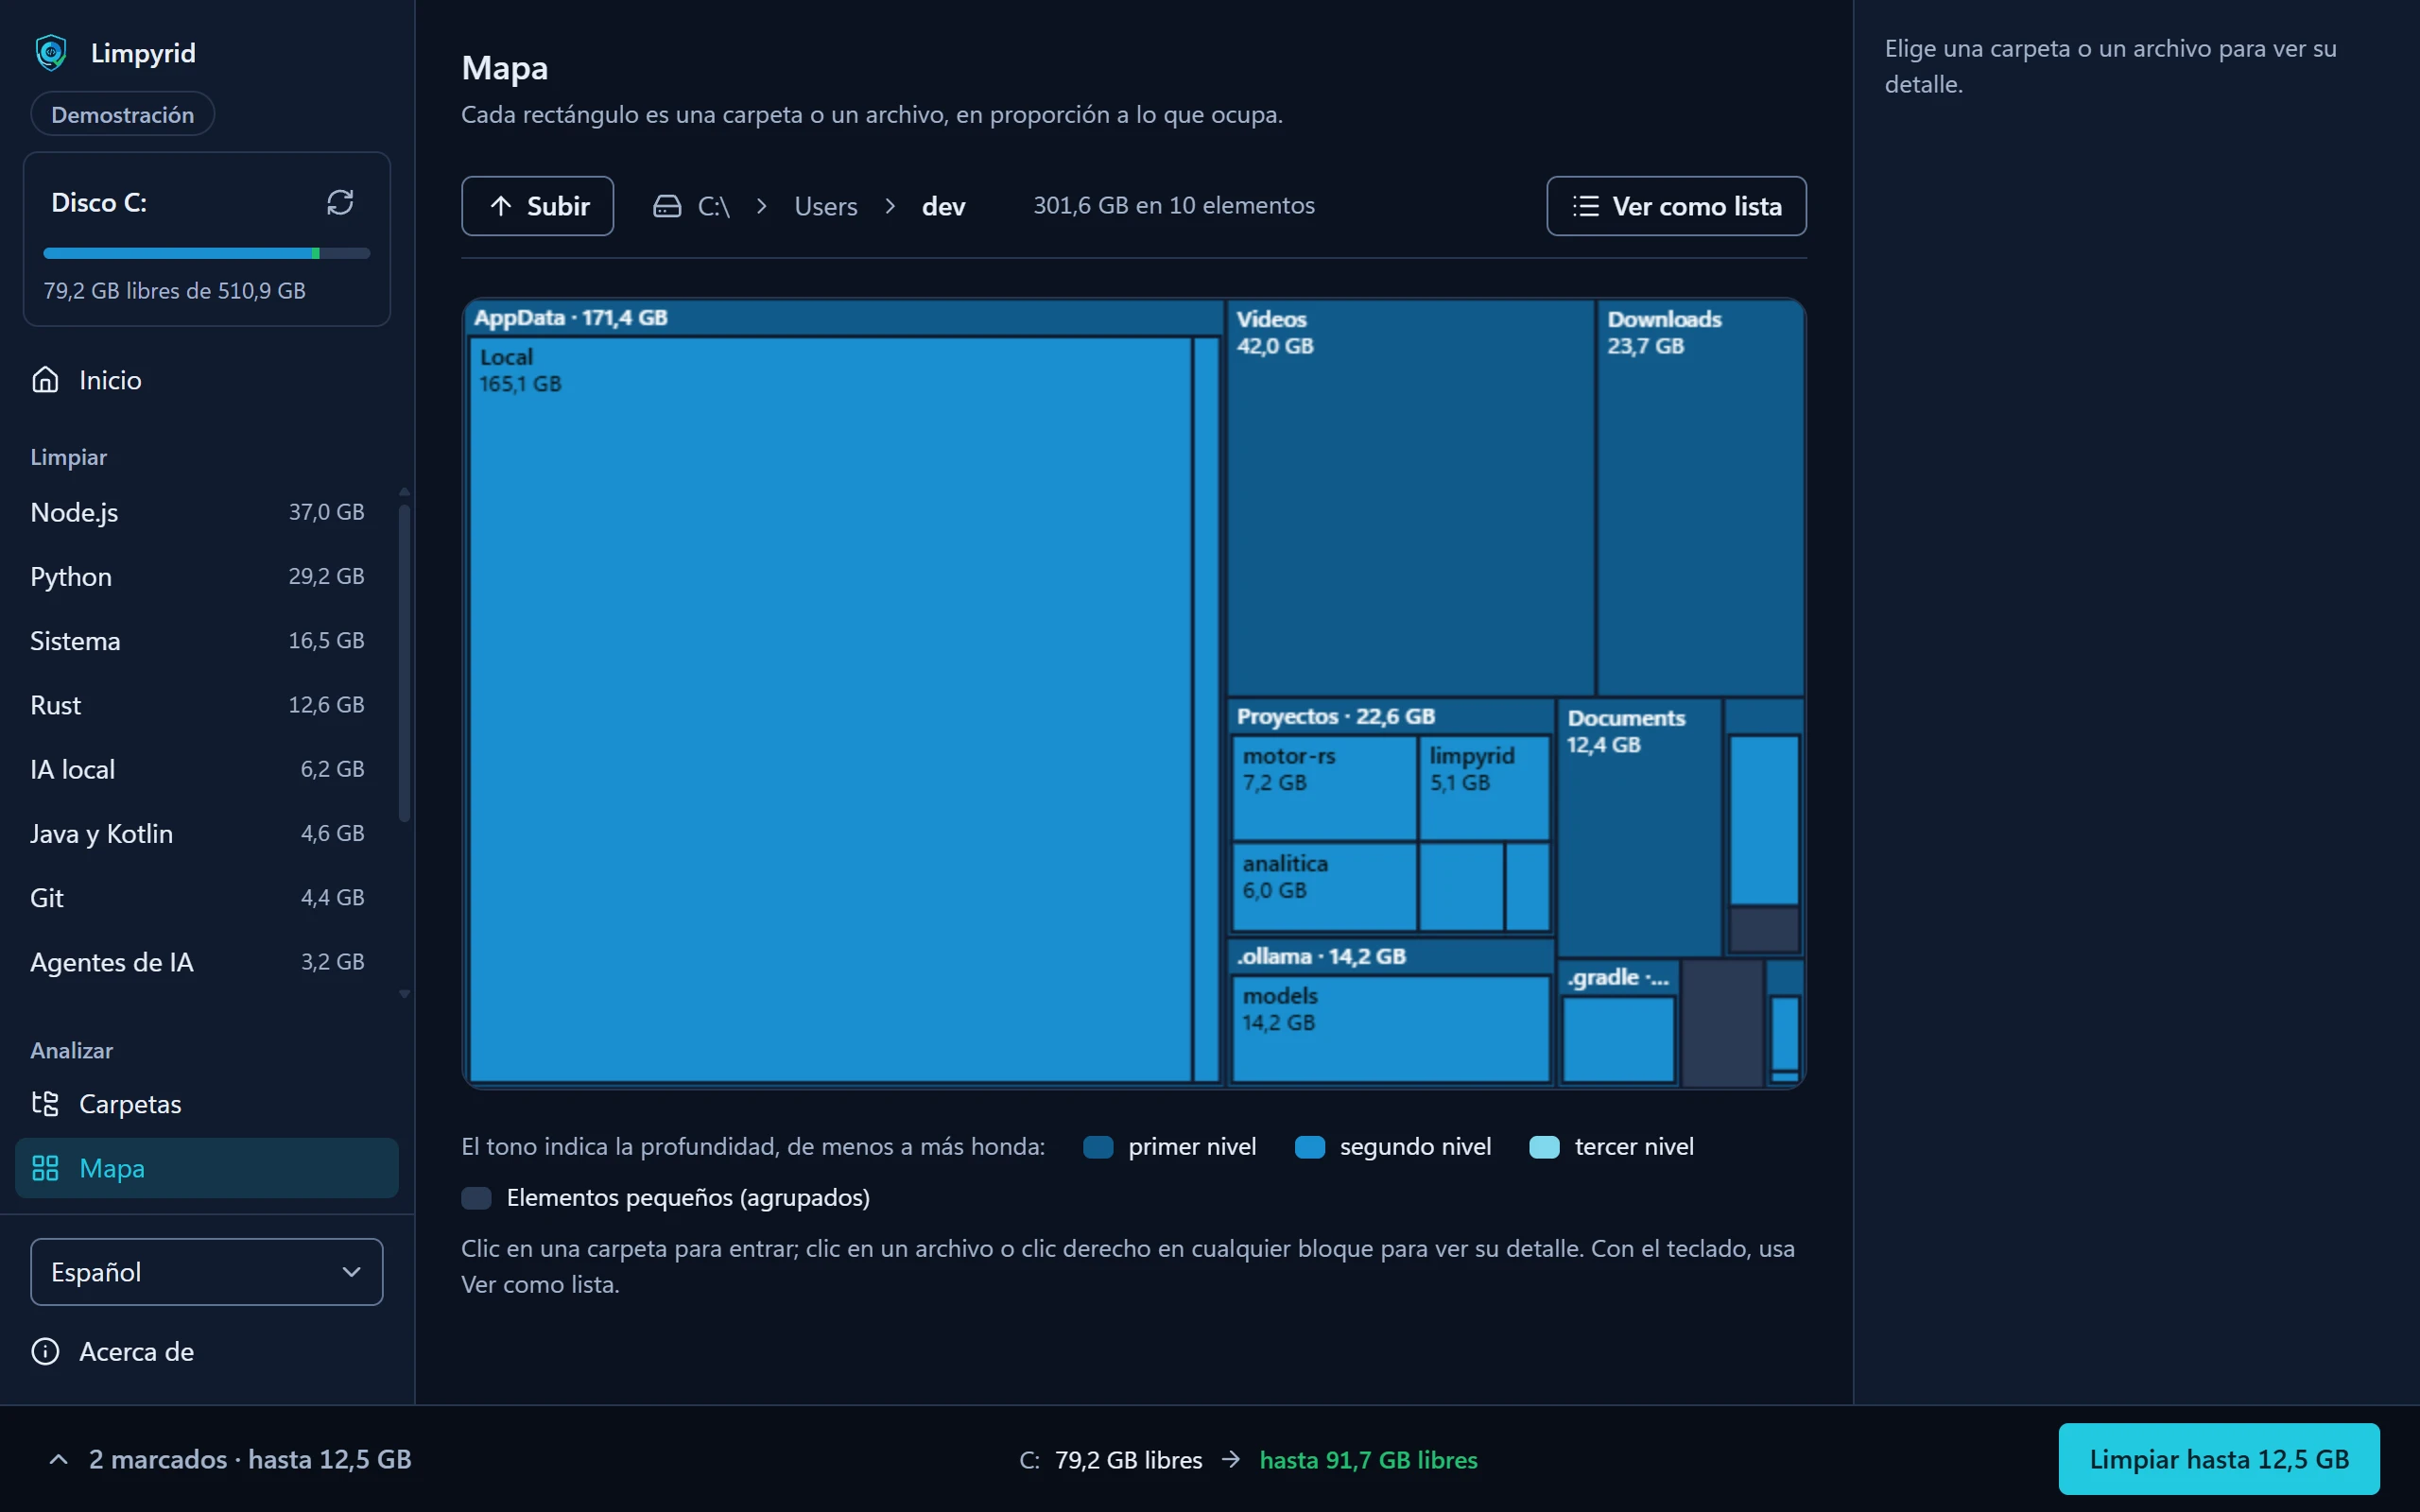 Limpyrid
Demostración
Disco C:
79,2 GB libres de 510,9 GB
Inicio
Limpiar
Node.js 37,0 GB
Python 29,2 GB
Sistema 16,5 GB
Rust 12,6 GB
IA local 6,2 GB
Java y Kotlin 4,6 GB
Git 4,4 GB
Agentes de IA 3,2 GB
Analizar
Carpetas
Mapa
Español
Acerca de
Mapa
Cada rectángulo es una carpeta o un archivo, en proporción a lo que ocupa.
Subir C:\ > Users > dev 301,6 GB en 10 elementos Ver como lista
AppData · 171,4 GB
Local
165,1 GB
Videos
42,0 GB
Downloads
23,7 GB
Proyectos · 22,6 GB
motor-rs
7,2 GB
limpyrid
5,1 GB
analitica
6,0 GB
Documents
12,4 GB
.ollama · 14,2 GB
models
14,2 GB
.gradle ·...
El tono indica la profundidad, de menos a más honda: primer nivel segundo nivel tercer nivel
Elementos pequeños (agrupados)
Clic en una carpeta para entrar; clic en un archivo o clic derecho en cualquier bloque para ver su detalle. Con el teclado, usa
Ver como lista.
Elige una carpeta o un archivo para ver su
detalle.
2 marcados · hasta 12,5 GB
C: 79,2 GB libres → hasta 91,7 GB libres
Limpiar hasta 12,5 GB